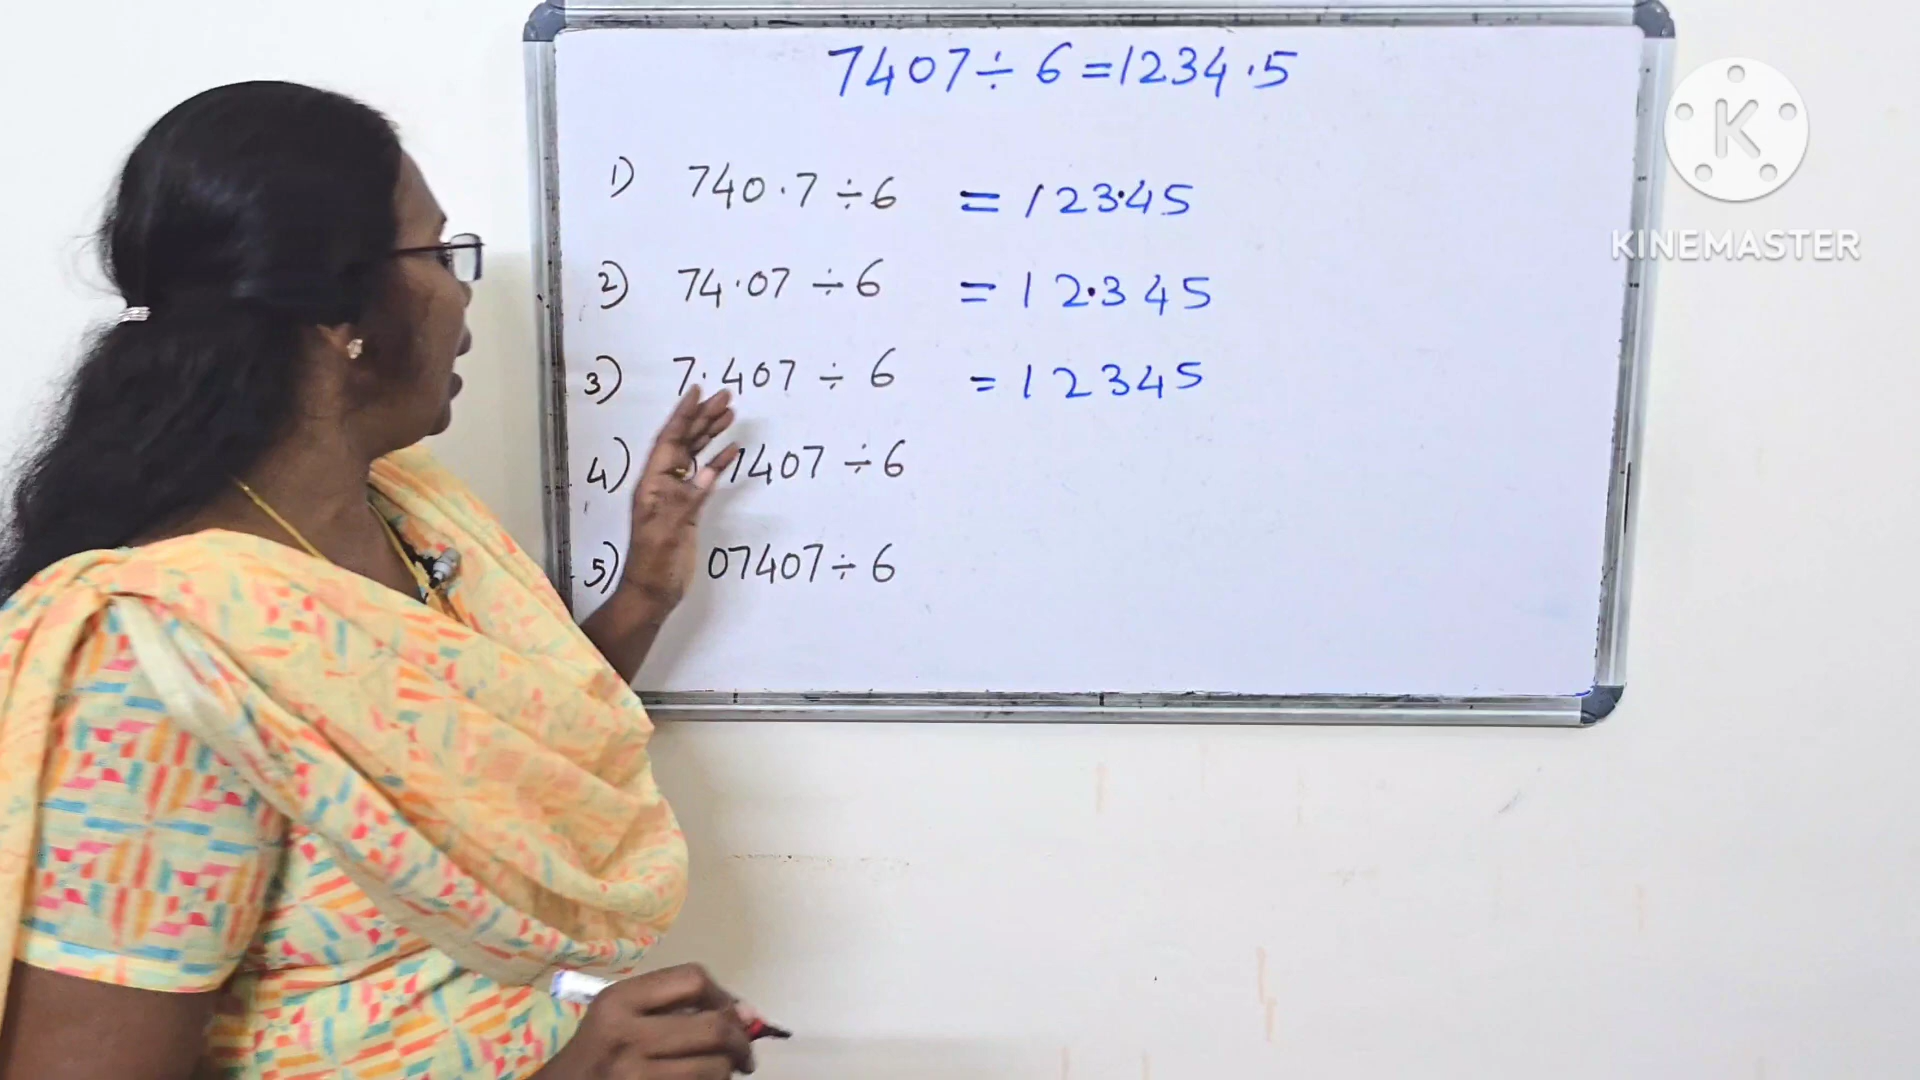 7407 ÷ 6 = 1234.5
1) 740.7 ÷ 6 = 123.45
2) 74.07 ÷ 6 = 12.345
3) 7.407 ÷ 6 = 12345
4) 7407 ÷ 6
5) 07407 ÷ 6
K
KINEMASTER